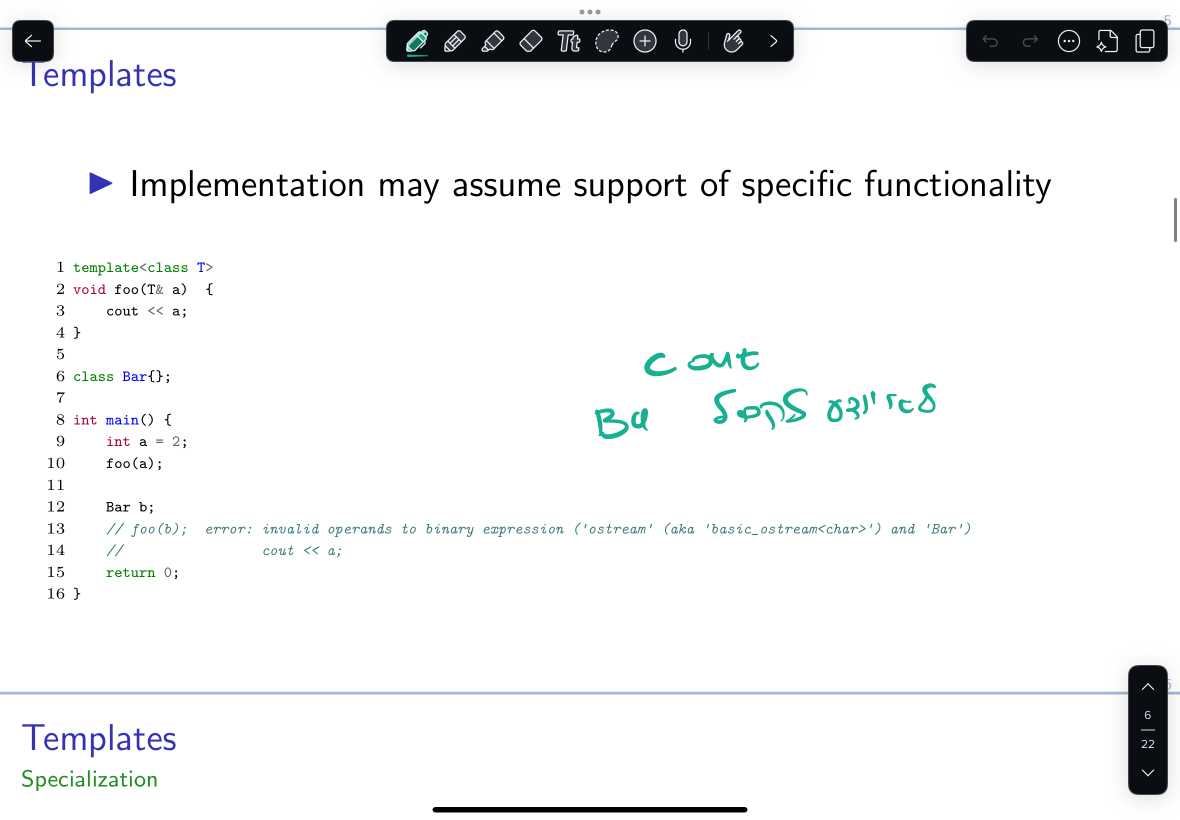 5
Templates
▶ Implementation may assume support of specific functionality
1 template<class T>
2 void foo(T& a)  {
3     cout << a;
4 }
5
6 class Bar{};
7
8 int main() {
9     int a = 2;
10     foo(a);
11
12     Bar b;
13     // foo(b);  error: invalid operands to binary expression ('ostream' (aka 'basic_ostream<char>') and 'Bar')
14     //                 cout << a;
15     return 0;
16 }
cout
Ba
6
22
Templates
Specialization